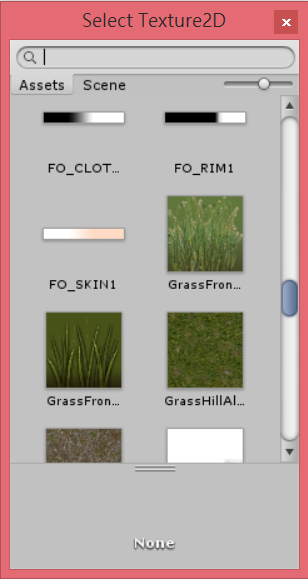 Select Texture2D
x
Assets Scene
FO_CLOT... FO_RIM1
FO_SKIN1 GrassFron...
GrassFron... GrassHillAl...
None